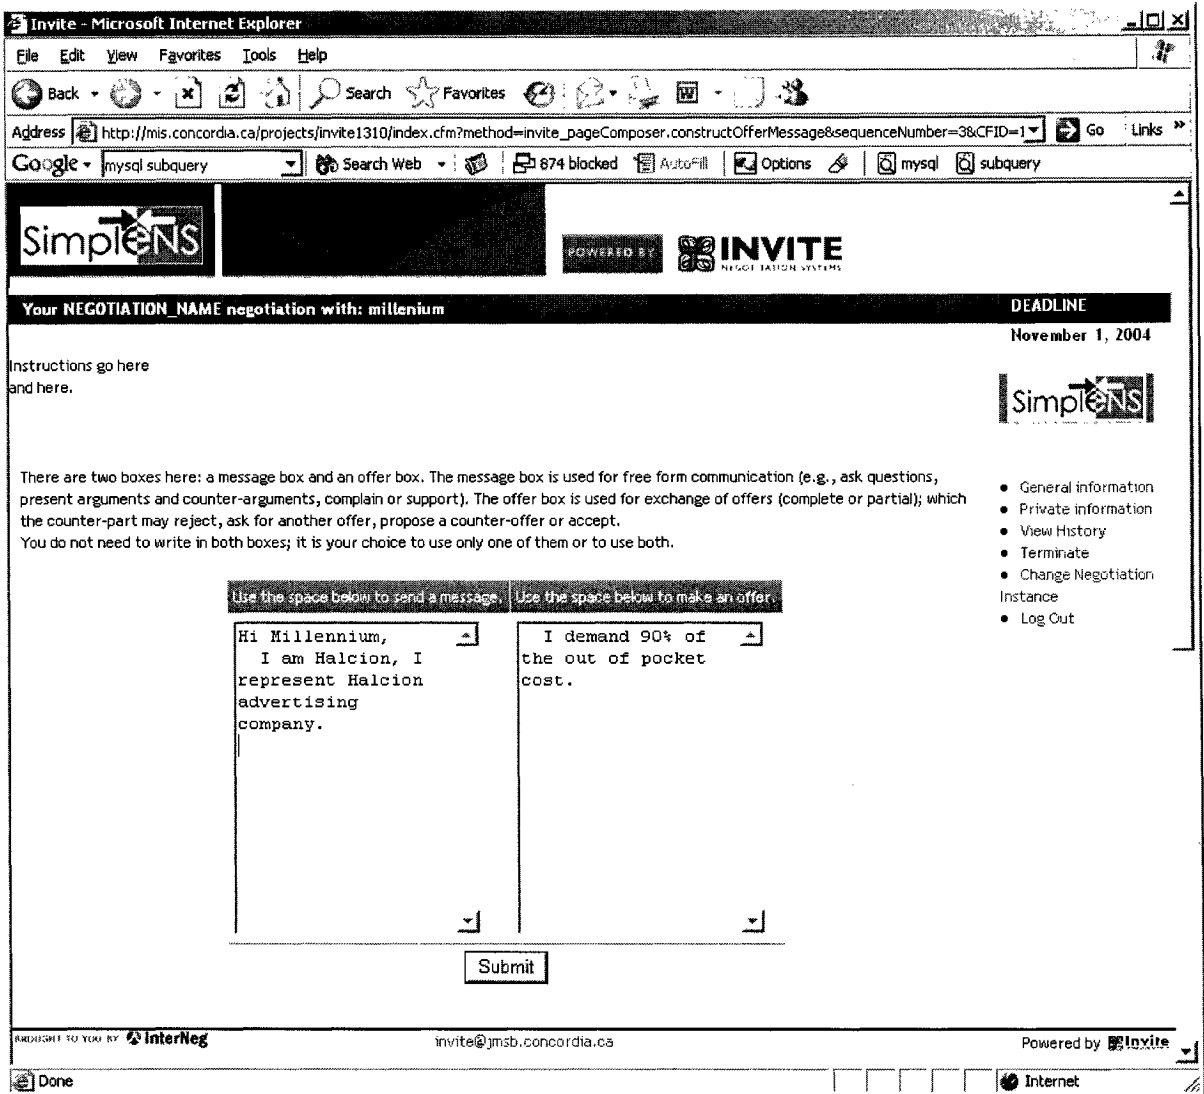 Invite - Microsoft Internet Explorer
File Edit View Favorites Tools Help
Back Search Favorites
Address http://mis.concordia.ca/projects/invite1310/index.cfm?method=invite_pageComposer.constructOfferMessage&sequenceNumber=3&CFID=1 Go Links »
Google mysql subquery Search Web 874 blocked AutoFill Options mysql subquery
SimpleNS
POWERED BY INVITE
NEGOTIATION SYSTEMS
Your NEGOTIATION_NAME negotiation with: millenium
DEADLINE
November 1, 2004
Instructions go here
and here.
SimpleNS
There are two boxes here: a message box and an offer box. The message box is used for free form communication (e.g., ask questions,
present arguments and counter-arguments, complain or support). The offer box is used for exchange of offers (complete or partial); which
the counter-part may reject, ask for another offer, propose a counter-offer or accept.
You do not need to write in both boxes; it is your choice to use only one of them or to use both.
• General information
• Private information
• View History
• Terminate
• Change Negotiation
Instance
• Log Out
Use the space below to send a message.
Hi Millennium,
I am Halcion, I
represent Halcion
advertising
company.
Use the space below to make an offer.
I demand 90% of
the out of pocket
cost.
Submit
BROUGHT TO YOU BY InterNeg
invite@jmsb.concordia.ca
Powered by Invite
Done
Internet